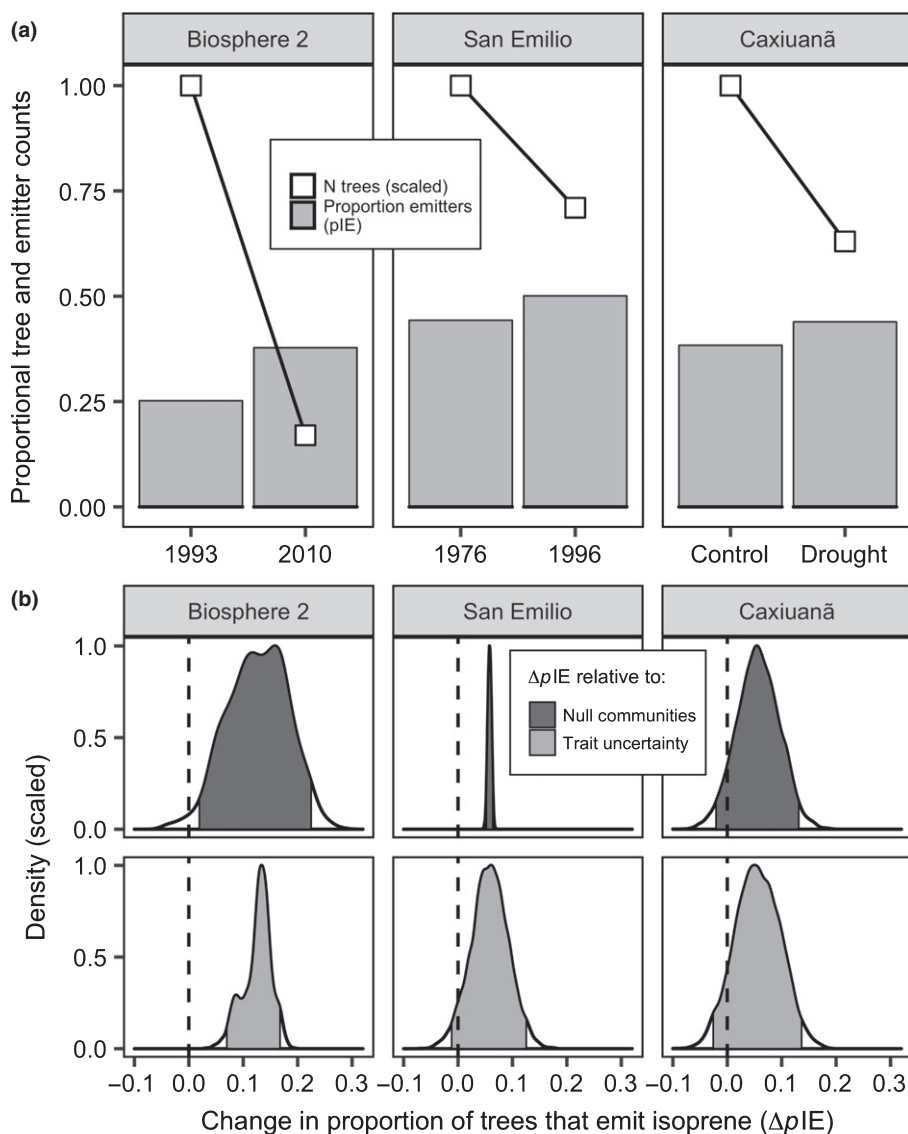 (a)
Biosphere 2 San Emilio Caxiuanã
Proportional tree and emitter counts
1.00
0.75
0.50
0.25
0.00
N trees (scaled)
Proportion emitters
(pIE)
1993 2010 1976 1996 Control Drought
(b)
Biosphere 2 San Emilio Caxiuanã
Density (scaled)
1.0
0.5
0.0
ΔpIE relative to:
Null communities
Trait uncertainty
1.0
0.5
0.0
−0.1 0.0 0.1 0.2 0.3 −0.1 0.0 0.1 0.2 0.3 −0.1 0.0 0.1 0.2 0.3
Change in proportion of trees that emit isoprene (ΔpIE)